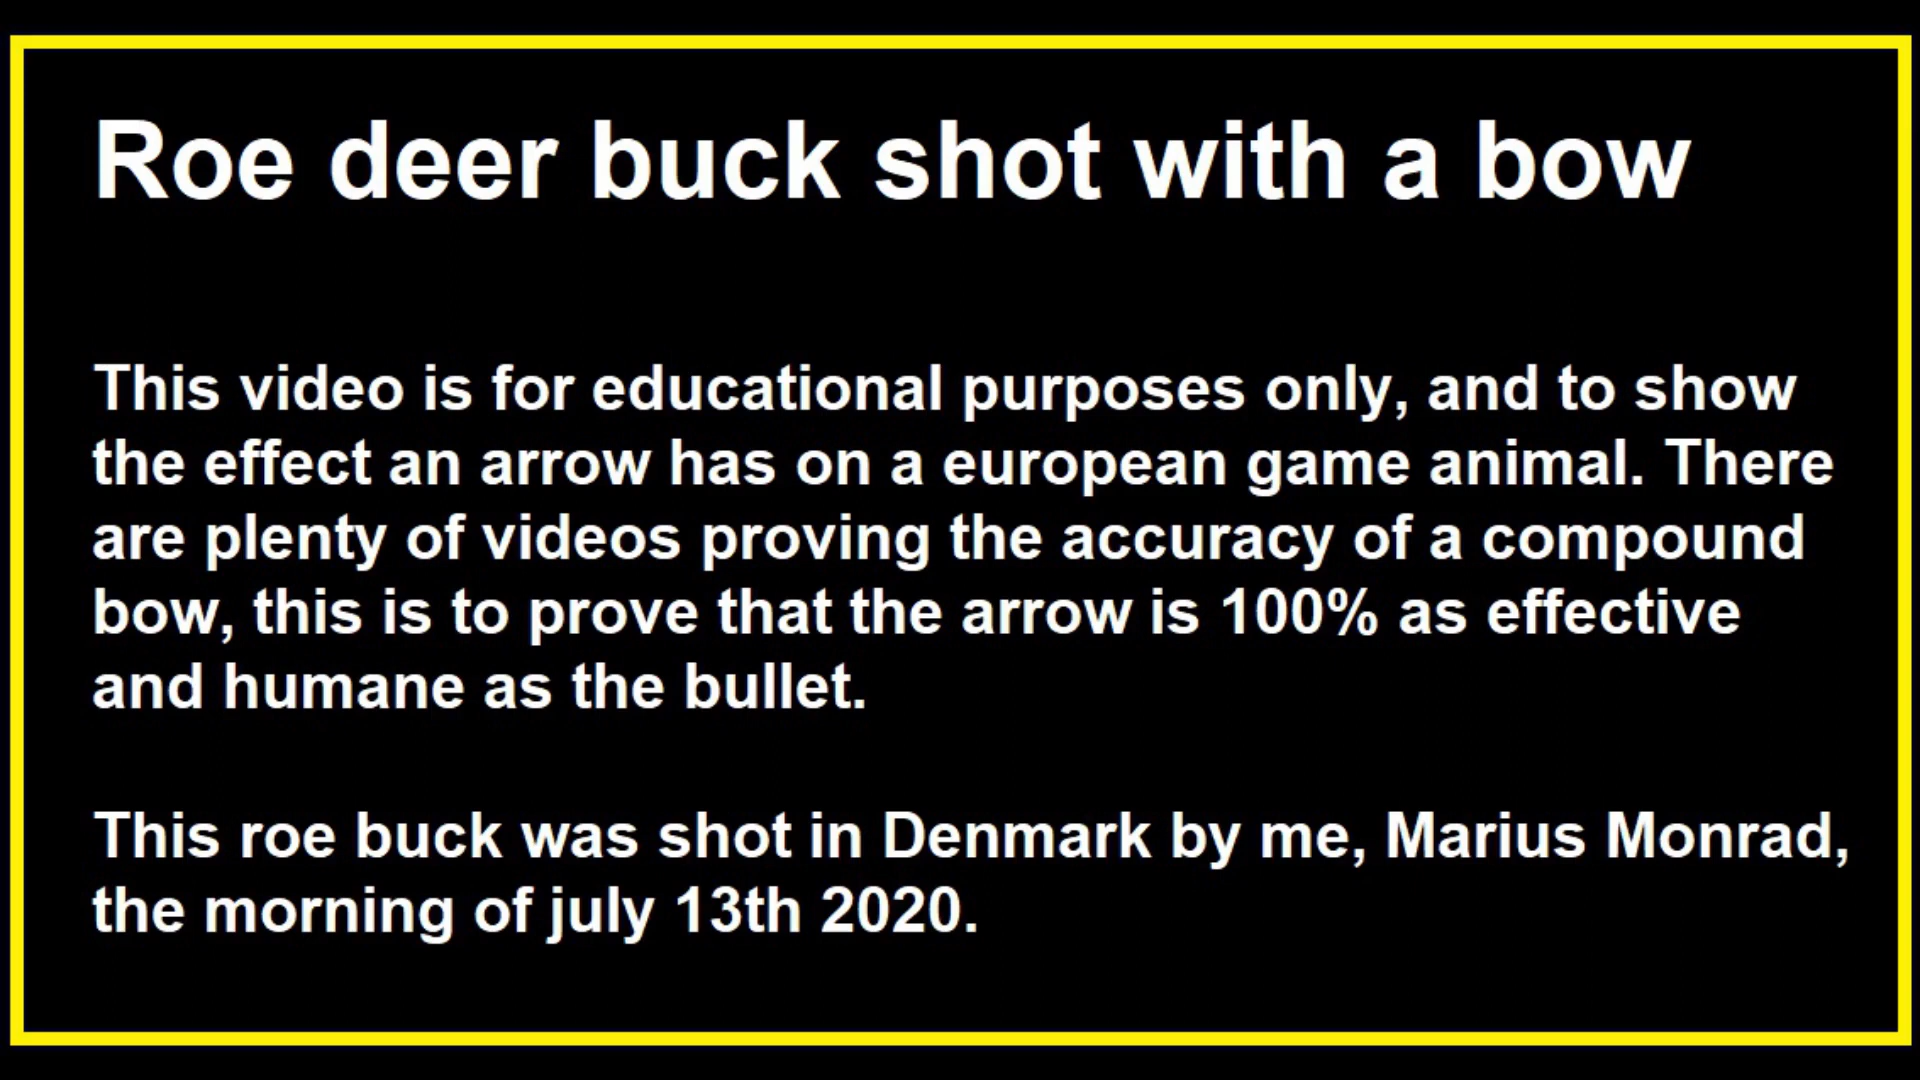 Roe deer buck shot with a bow
This video is for educational purposes only, and to show
the effect an arrow has on a european game animal. There
are plenty of videos proving the accuracy of a compound
bow, this is to prove that the arrow is 100% as effective
and humane as the bullet.
This roe buck was shot in Denmark by me, Marius Monrad,
the morning of july 13th 2020.